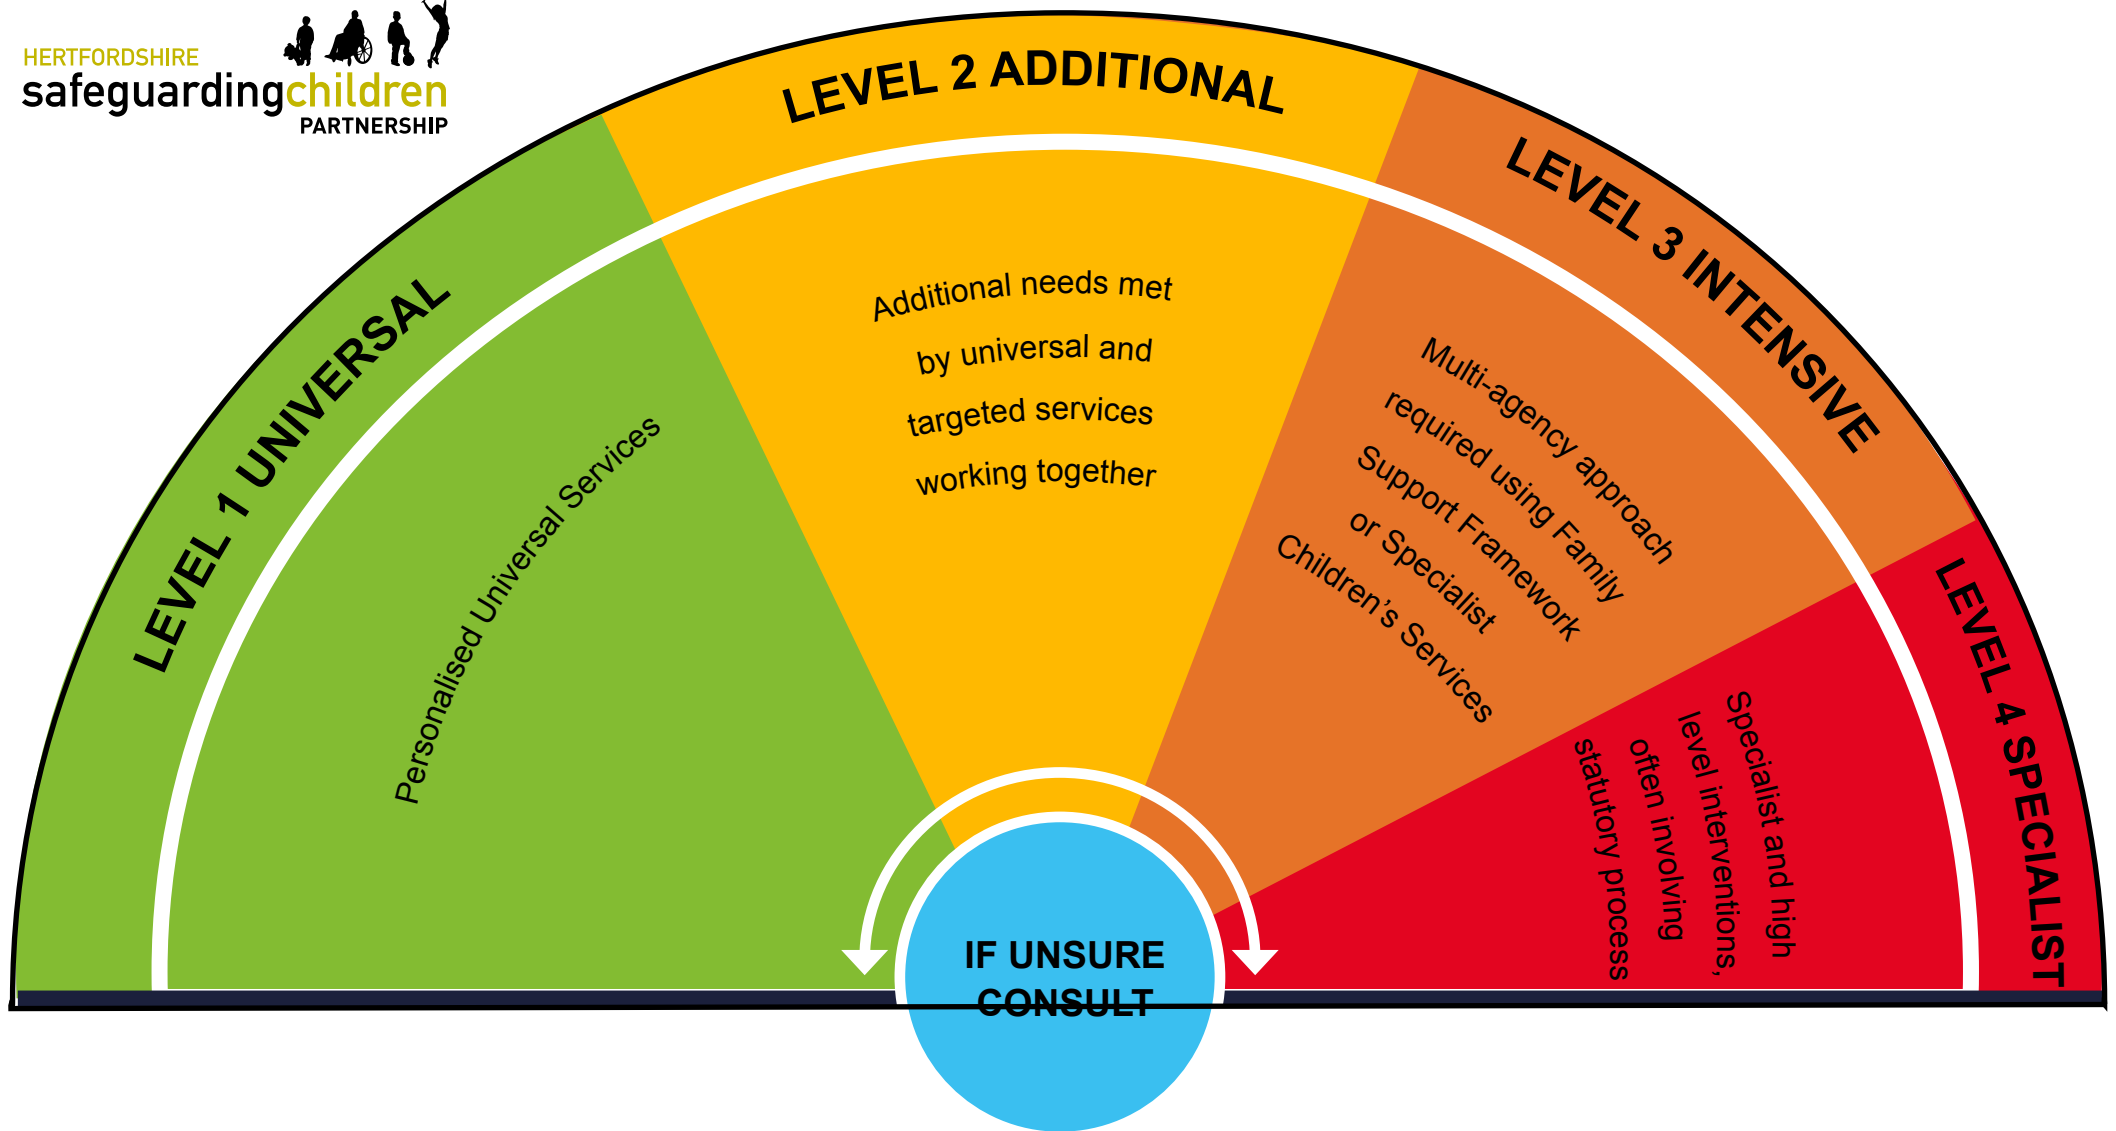 HERTFORDSHIRE
safeguardingchildren
PARTNERSHIP
LEVEL 1 UNIVERSAL
Personalised Universal Services
LEVEL 2 ADDITIONAL
Additional needs met
by universal and
targeted services
working together
LEVEL 3 INTENSIVE
Multi-agency approach
required using Family
Support Framework
or Specialist
Children’s Services
LEVEL 4 SPECIALIST
Specialist and high
level interventions,
often involving
statutory process
IF UNSURE
CONSULT